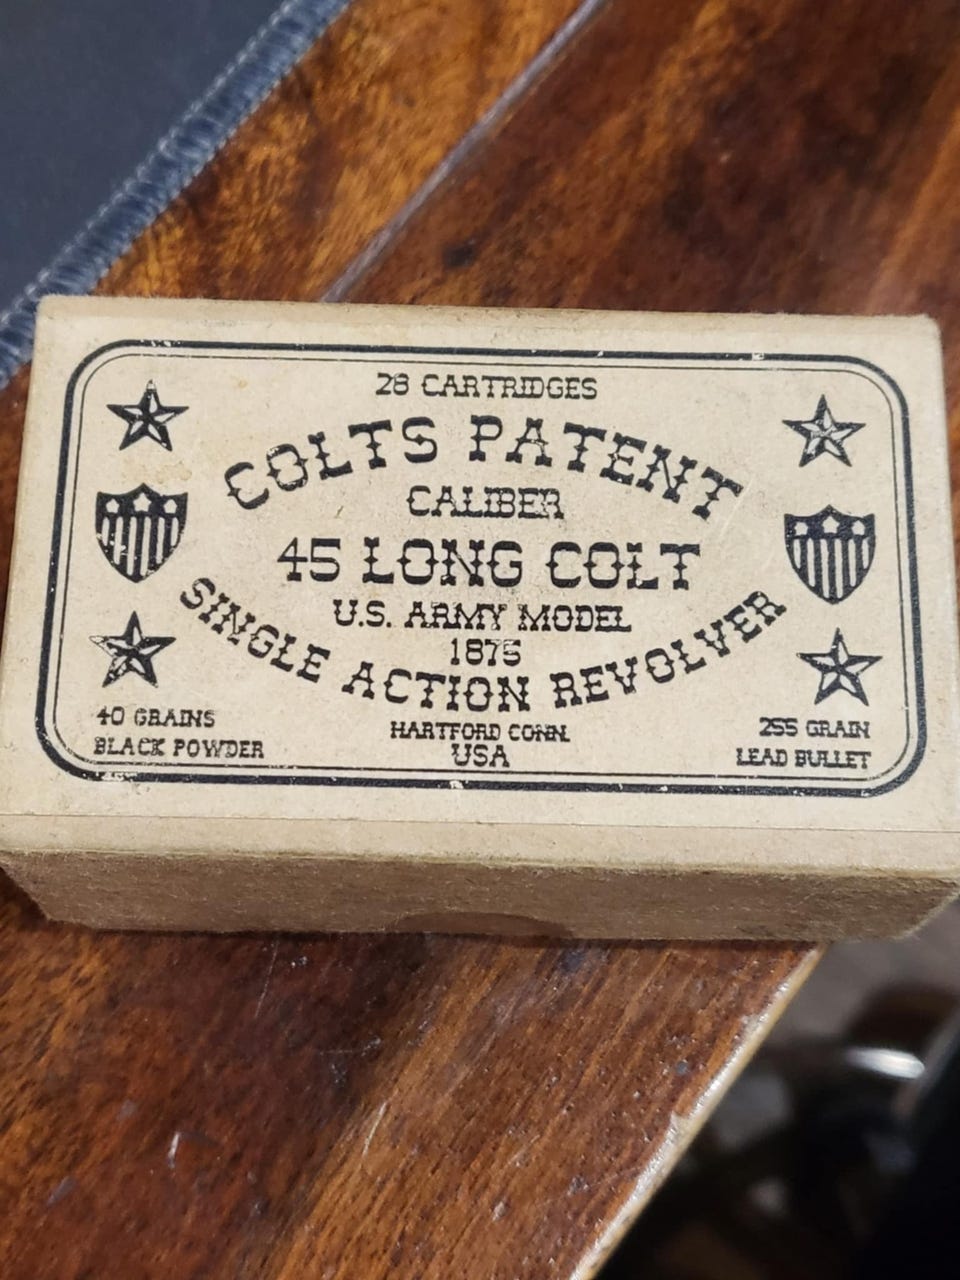 28 CARTRIDGES
COLTS PATENT
CALIBER
45 LONG COLT
U.S. ARMY MODEL
1875
SINGLE ACTION REVOLVER
40 GRAINS
BLACK POWDER
HARTFORD CONN.
USA
255 GRAIN
LEAD BULLET